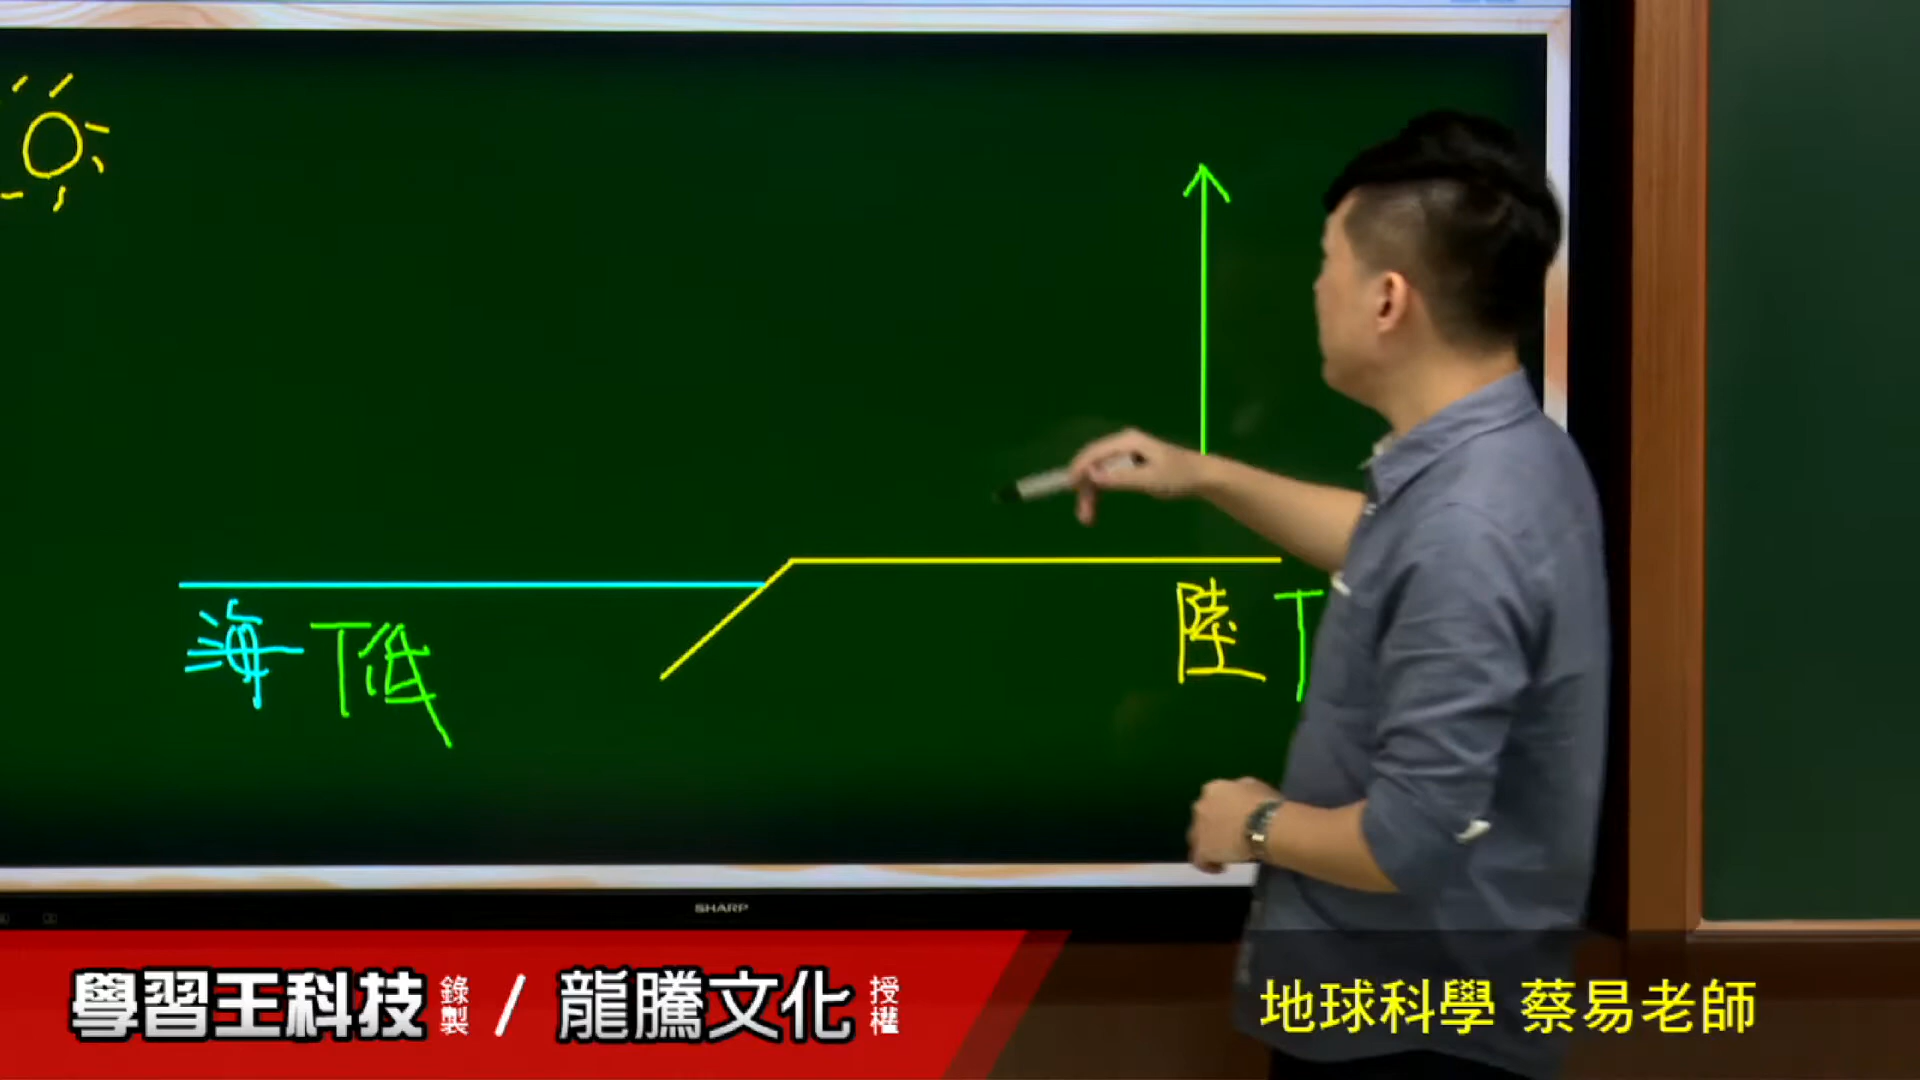 海 T低
陸 T
SHARP
學習王科技 錄製 / 龍騰文化 授權
地球科學 蔡易老師